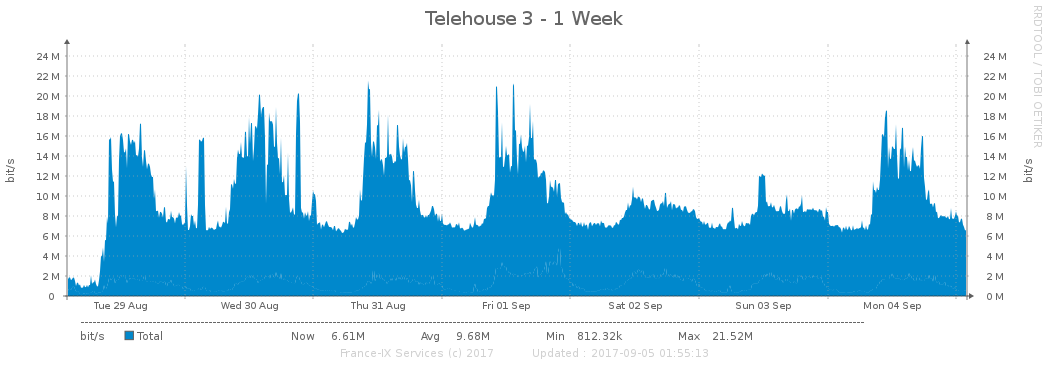 Telehouse 3 - 1 Week
RRDTOOL / TOBI OETIKER
bit/s
24 M 24 M
22 M 22 M
20 M 20 M
18 M 18 M
16 M 16 M
14 M 14 M
12 M 12 M
10 M 10 M
8 M 8 M
6 M 6 M
4 M 4 M
2 M 2 M
0 0 M
bit/s
Tue 29 Aug Wed 30 Aug Thu 31 Aug Fri 01 Sep Sat 02 Sep Sun 03 Sep Mon 04 Sep
bit/s Total Now 6.61M Avg 9.68M Min 812.32k Max 21.52M
France-IX Services (c) 2017 Updated : 2017-09-05 01:55:13